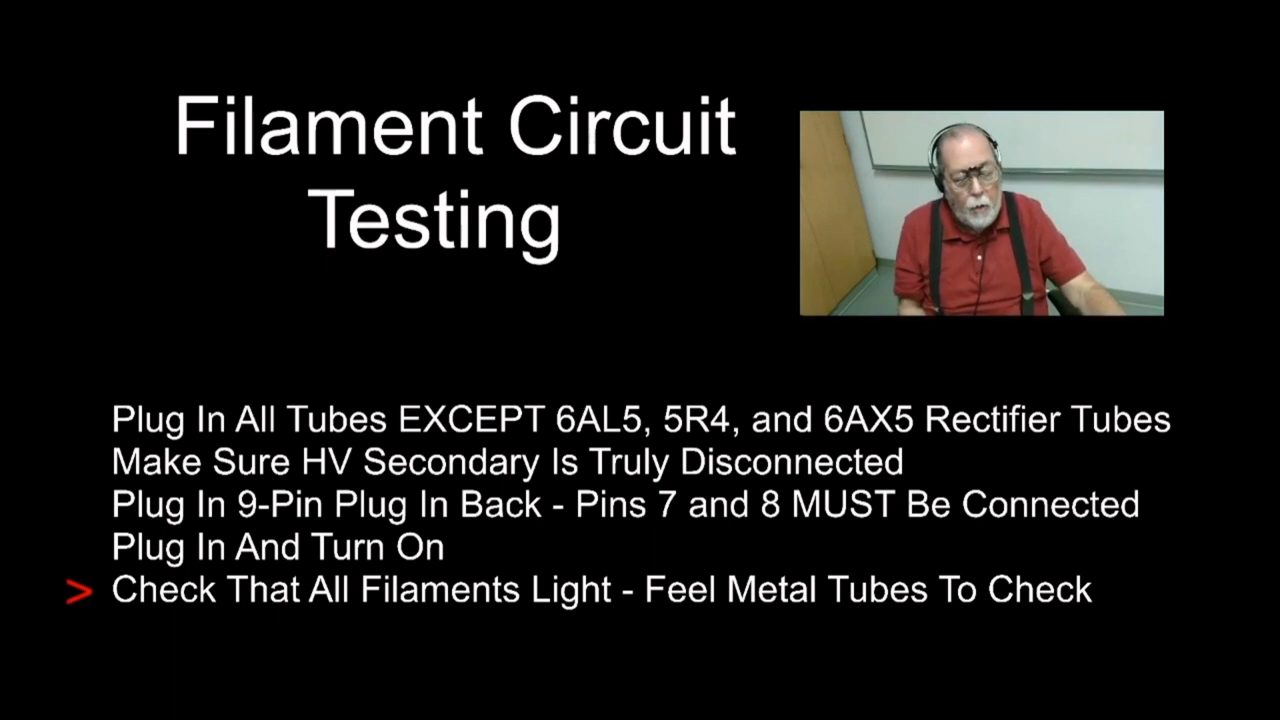 Filament Circuit
Testing
Plug In All Tubes EXCEPT 6AL5, 5R4, and 6AX5 Rectifier Tubes
Make Sure HV Secondary Is Truly Disconnected
Plug In 9-Pin Plug In Back - Pins 7 and 8 MUST Be Connected
Plug In And Turn On
> Check That All Filaments Light - Feel Metal Tubes To Check